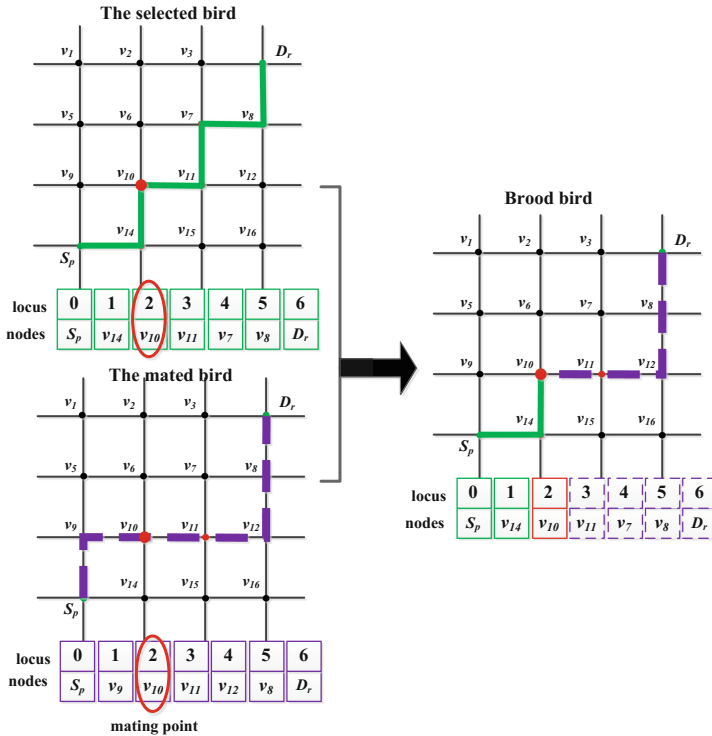 The selected bird
v1 v2 v3 Dr
v5 v6 v7 v8
v9 v10 v11 v12
v14 v15 v16
Sp
locus 0 1 2 3 4 5 6
nodes Sp v14 v10 v11 v7 v8 Dr
The mated bird
v1 v2 v3 Dr
v5 v6 v7 v8
v9 v10 v11 v12
v14 v15 v16
Sp
locus 0 1 2 3 4 5 6
nodes Sp v9 v10 v11 v12 v8 Dr
mating point
Brood bird
v1 v2 v3 Dr
v5 v6 v7 v8
v9 v10 v11 v12
v14 v15 v16
Sp
locus 0 1 2 3 4 5 6
nodes Sp v14 v10 v11 v7 v8 Dr